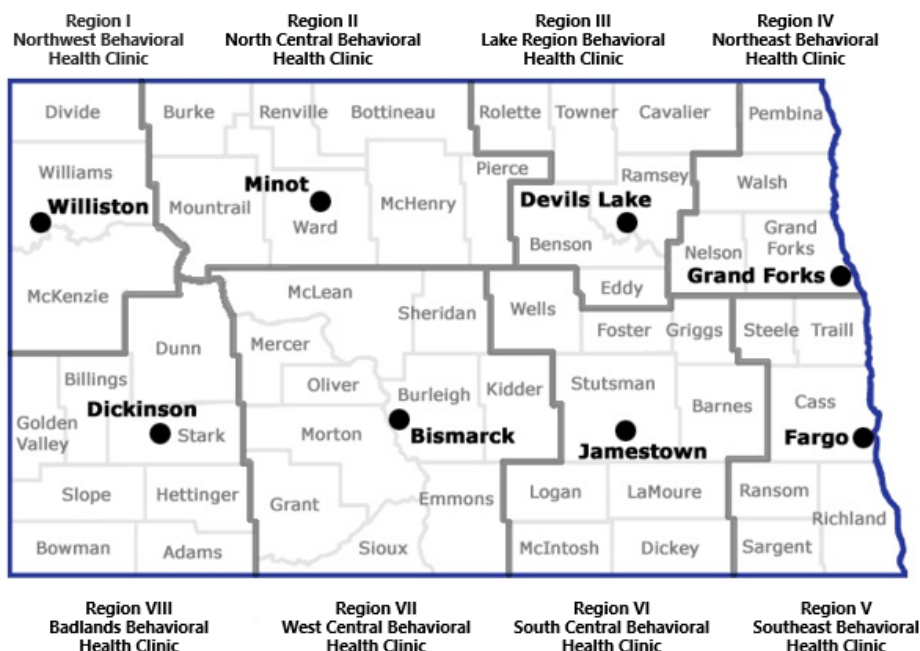 Region I
Northwest Behavioral
Health Clinic
Region II
North Central Behavioral
Health Clinic
Region III
Lake Region Behavioral
Health Clinic
Region IV
Northeast Behavioral
Health Clinic
Divide
Burke
Renville
Bottineau
Rolette
Towner
Cavalier
Pembina
Williams
Pierce
Ramsey
Walsh
Minot
Williston
Mountrail
Ward
McHenry
Devils Lake
Benson
Nelson
Grand
Forks
Grand Forks
McKenzie
McLean
Eddy
Sheridan
Wells
Foster
Griggs
Steele
Traill
Dunn
Mercer
Billings
Oliver
Burleigh
Kidder
Stutsman
Barnes
Cass
Golden
Valley
Dickinson
Stark
Morton
Bismarck
Jamestown
Fargo
Slope
Hettinger
Grant
Emmons
Logan
LaMoure
Ransom
Richland
Bowman
Adams
Sioux
McIntosh
Dickey
Sargent
Region VIII
Badlands Behavioral
Health Clinic
Region VII
West Central Behavioral
Health Clinic
Region VI
South Central Behavioral
Health Clinic
Region V
Southeast Behavioral
Health Clinic